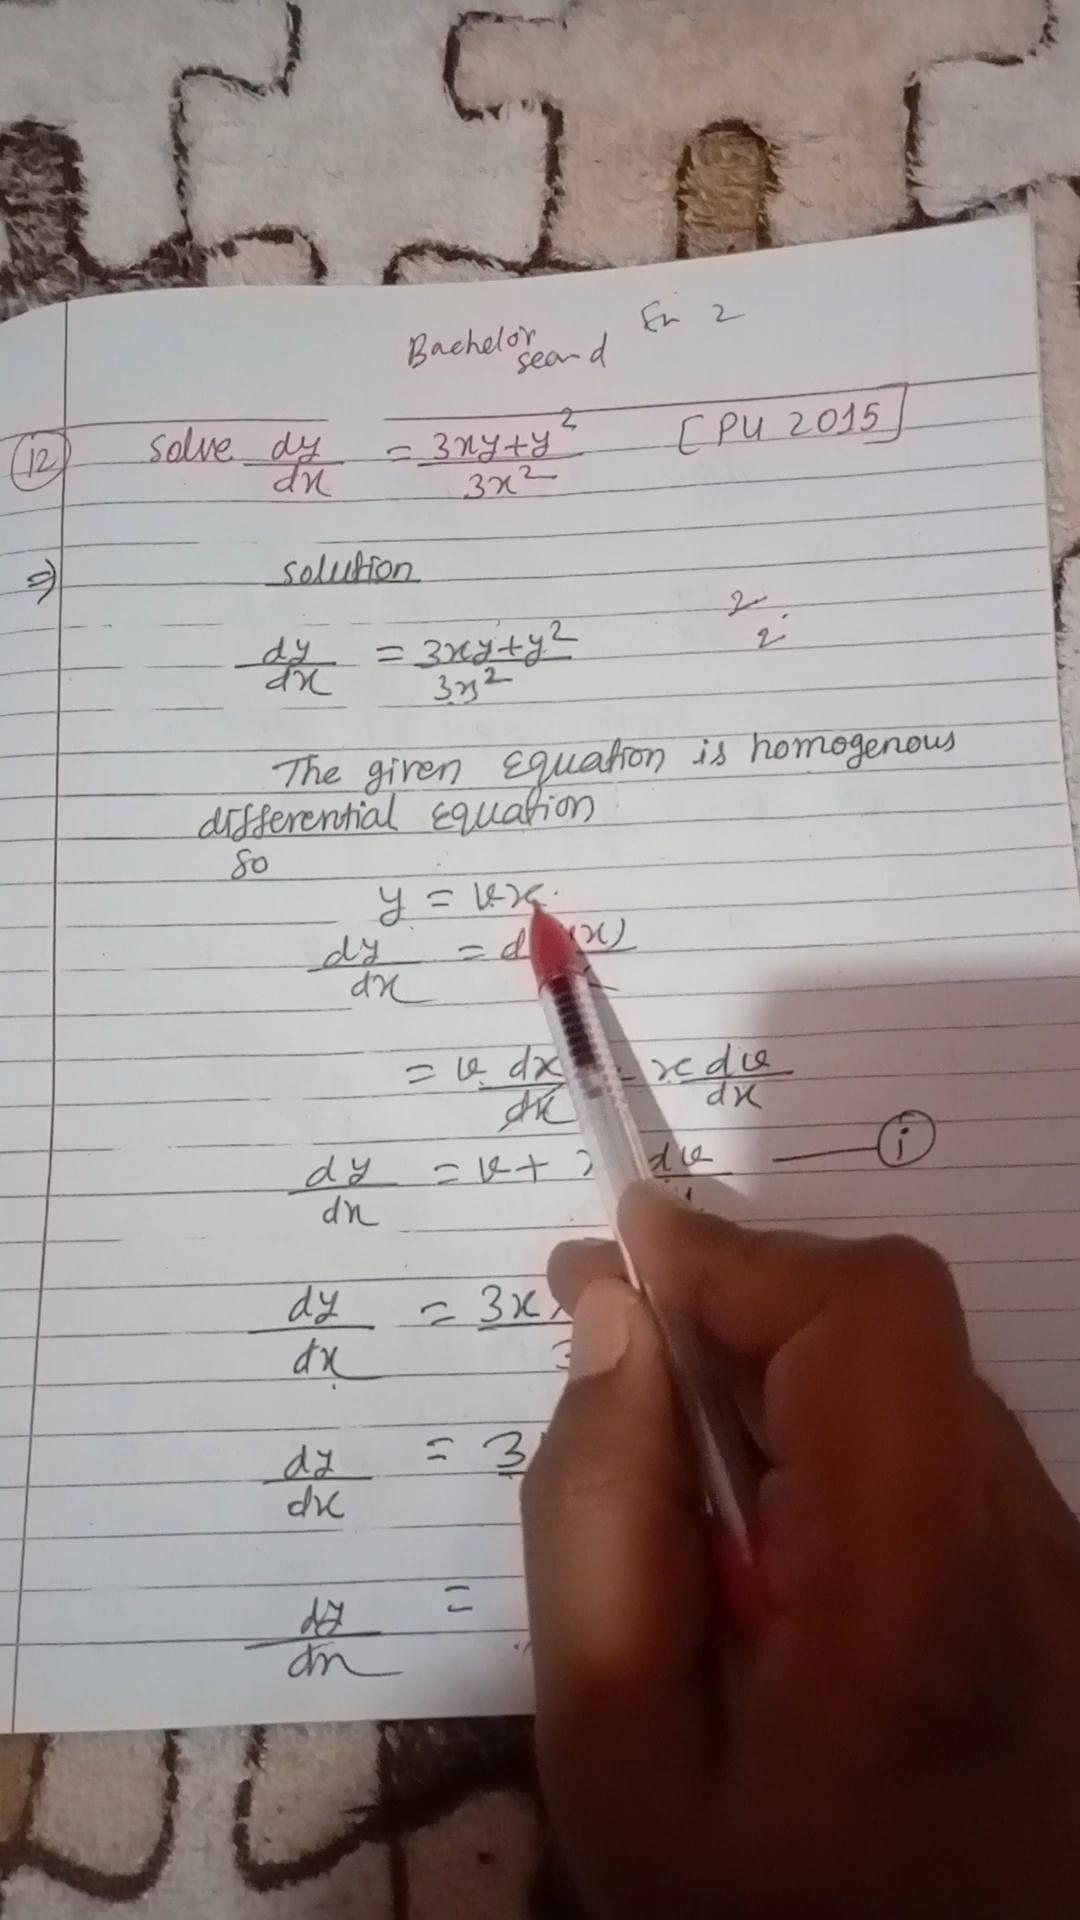 Bachelor
Ex 2
12 solve dy/dx = 3xy+y²/3x² [PU 2015]
⇒ solution
2/2
dy/dx = 3xy+y²/3x²
The given Equation is homogenous
differential Equation
so
y = vx
dy/dx = d x)
= v dx/dx x dv/dx
dy/dx = v + dv ——— i
dy/dx = 3x
dy/dx = 3
dy/dx =